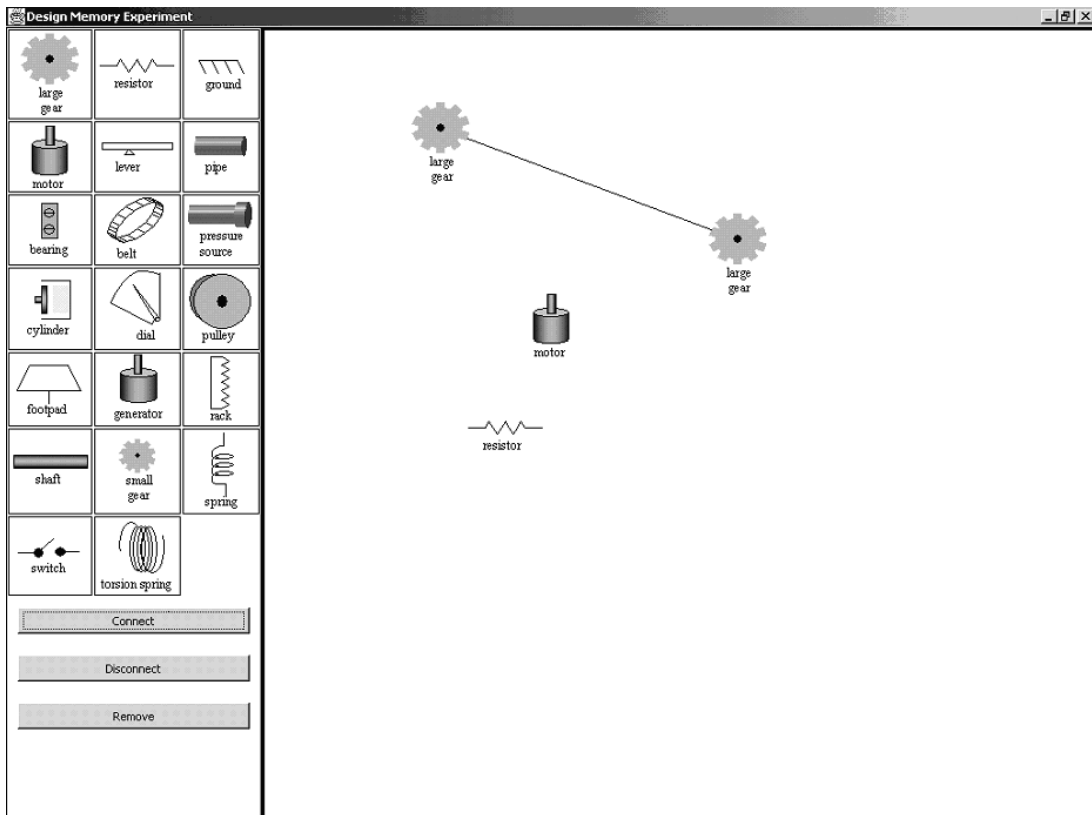 Design Memory Experiment
large
gear
resistor
ground
motor
lever
pipe
bearing
belt
pressure
source
cylinder
dial
pulley
footpad
generator
rack
shaft
small
gear
spring
switch
torsion spring
Connect
Disconnect
Remove
large
gear
large
gear
motor
resistor